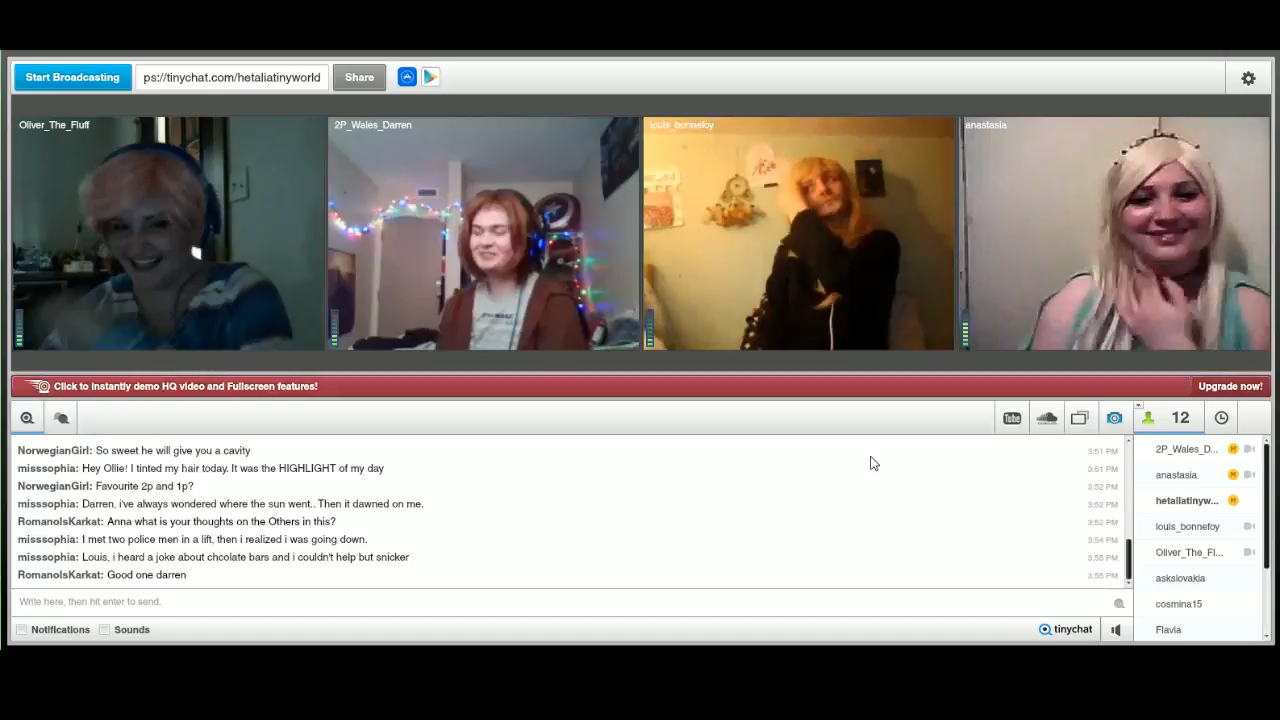 Start Broadcasting
ps://tinychat.com/hetaliatinyworld
Share
Oliver_The_Fluff
2P_Wales_Darren
louis_bonnefoy
anastasia
Click to instantly demo HQ video and Fullscreen features!
Upgrade now!
You Tube
12
NorwegianGirl: So sweet he will give you a cavity
3:51 PM
misssophia: Hey Ollie! I tinted my hair today. It was the HIGHLIGHT of my day
3:51 PM
NorwegianGirl: Favourite 2p and 1p?
3:52 PM
misssophia: Darren, i've always wondered where the sun went.. Then it dawned on me.
3:52 PM
RomanoIsKarkat: Anna what is your thoughts on the Others in this?
3:52 PM
misssophia: I met two police men in a lift, then i realized i was going down.
3:54 PM
misssophia: Louis, i heard a joke about chcolate bars and i couldn't help but snicker
3:55 PM
RomanoIsKarkat: Good one darren
3:55 PM
2P_Wales_D...
anastasia
hetaliatinyw...
louis_bonnefoy
Oliver_The_Fl...
askslovakia
cosmina15
Flavia
Write here, then hit enter to send.
Notifications
Sounds
tinychat